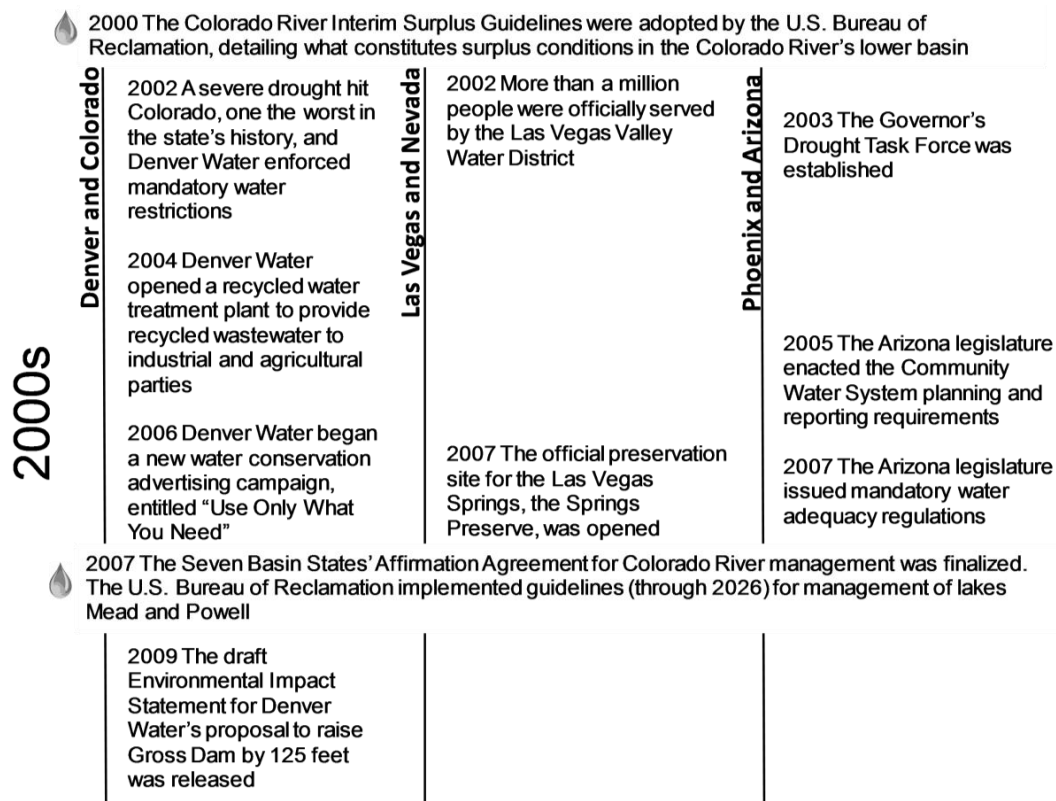 2000 The Colorado River Interim Surplus Guidelines were adopted by the U.S. Bureau of
Reclamation, detailing what constitutes surplus conditions in the Colorado River's lower basin
2000s
Denver and Colorado
2002 A severe drought hit
Colorado, one the worst in
the state's history, and
Denver Water enforced
mandatory water
restrictions
2004 Denver Water
opened a recycled water
treatment plant to provide
recycled wastewater to
industrial and agricultural
parties
2006 Denver Water began
a new water conservation
advertising campaign,
entitled “Use Only What
You Need”
Las Vegas and Nevada
2002 More than a million
people were officially served
by the Las Vegas Valley
Water District
2007 The official preservation
site for the Las Vegas
Springs, the Springs
Preserve, was opened
Phoenix and Arizona
2003 The Governor's
Drought Task Force was
established
2005 The Arizona legislature
enacted the Community
Water System planning and
reporting requirements
2007 The Arizona legislature
issued mandatory water
adequacy regulations
2007 The Seven Basin States' Affirmation Agreement for Colorado River management was finalized.
The U.S. Bureau of Reclamation implemented guidelines (through 2026) for management of lakes
Mead and Powell
2009 The draft
Environmental Impact
Statement for Denver
Water's proposal to raise
Gross Dam by 125 feet
was released